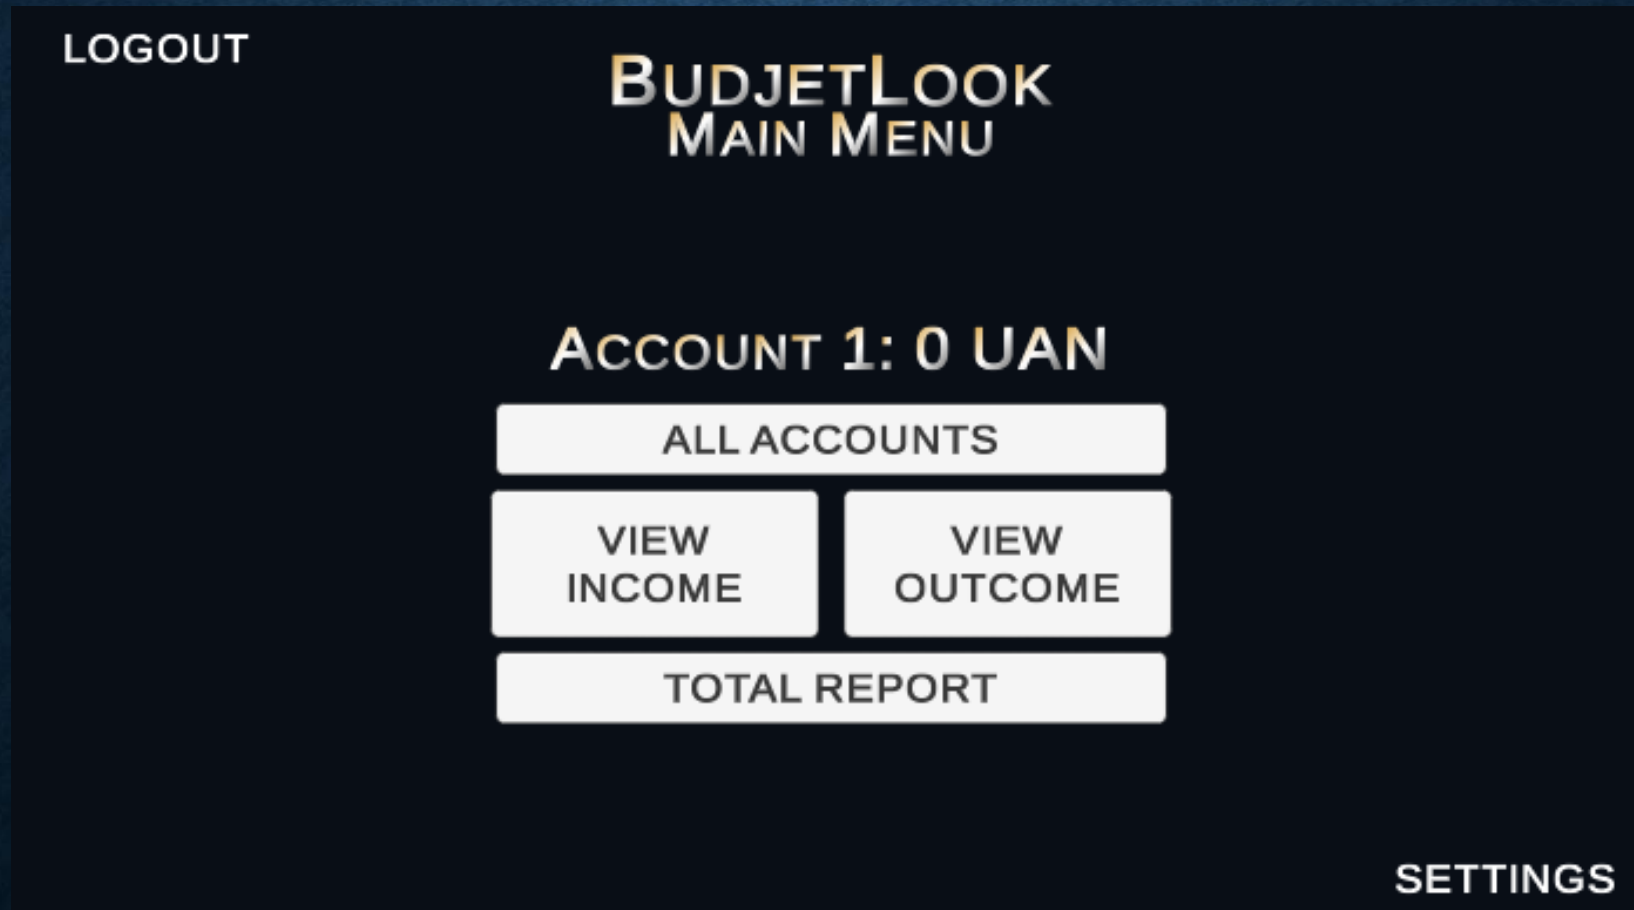 LOGOUT
BUDJETLOOK
MAIN MENU
ACCOUNT 1: 0 UAN
ALL ACCOUNTS
VIEW
INCOME
VIEW
OUTCOME
TOTAL REPORT
SETTINGS